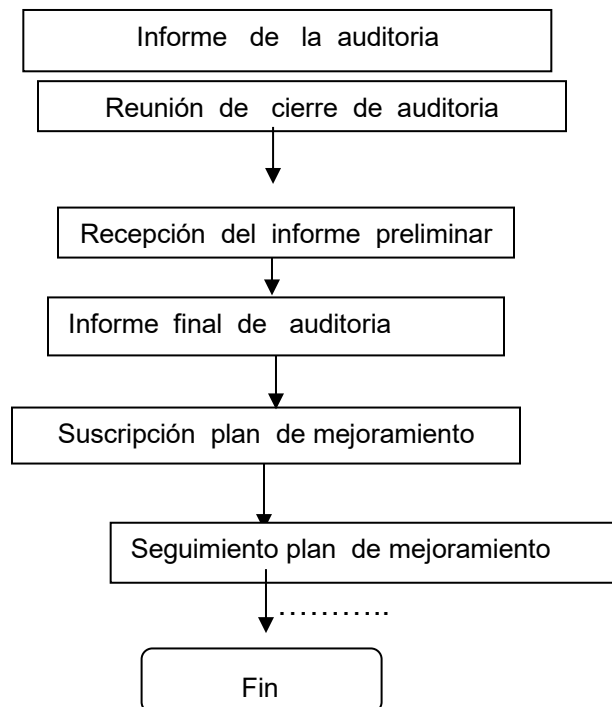 Informe de la auditoria
Reunión de cierre de auditoria
Recepción del informe preliminar
Informe final de auditoria
Suscripción plan de mejoramiento
Seguimiento plan de mejoramiento
………..
Fin